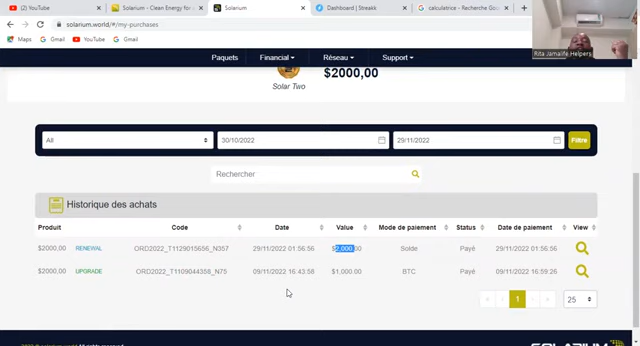 YouTube
Solarium - Clean Energy for a
Solarium
Dashboard | Streakk
calculatrice - Recherche Goo
solarium.world/#/my-purchases
Maps
Gmail
YouTube
Gmail
Rita Jamalife Helpers
Paquets
Financial
Réseau
Support
$2000,00
Solar Two
All
30/10/2022
29/11/2022
Filtre
Rechercher
Historique des achats
Produit Code Date Value Mode de paiement Status Date de paiement View
$2000,00 RENEWAL ORD2022_T1129015656_N357 29/11/2022 01:56:56 $2,000.00 Solde Payé 29/11/2022 01:56:56
$2000,00 UPGRADE ORD2022_T1109044388_N75 09/11/2022 16:43:58 $1,000.00 BTC Payé 09/11/2022 16:59:26
« ‹ 1 › »
25
SOLARIUM